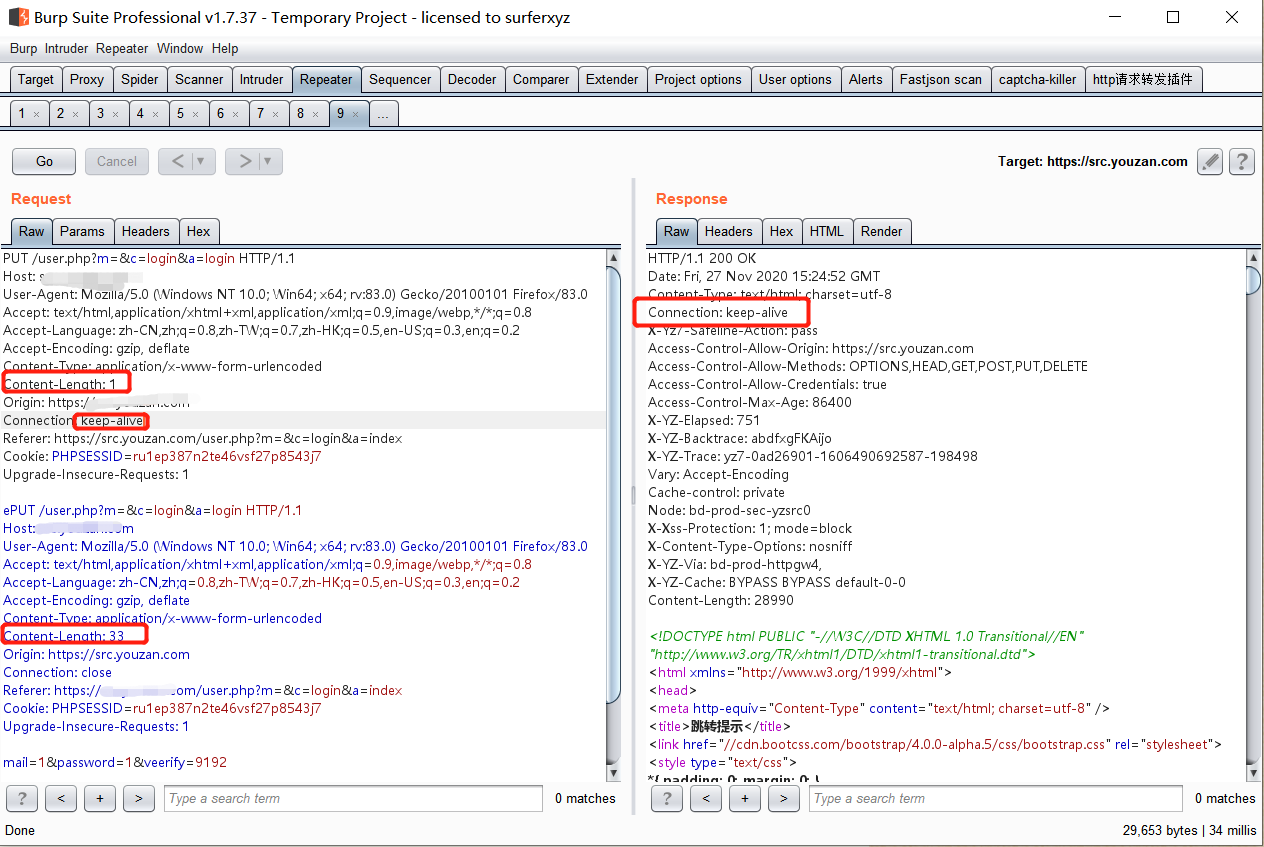 Burp Suite Professional v1.7.37 - Temporary Project - licensed to surferxyz
Burp Intruder Repeater Window Help
Target Proxy Spider Scanner Intruder Repeater Sequencer Decoder Comparer Extender Project options User options Alerts Fastjson scan captcha-killer http请求转发插件
1 × 2 × 3 × 4 × 5 × 6 × 7 × 8 × 9 × ...
Go Cancel < ▼ > ▼ Target: https://src.youzan.com ?
Request
Raw Params Headers Hex
PUT /user.php?m=&c=login&a=login HTTP/1.1
Host: s
User-Agent: Mozilla/5.0 (Windows NT 10.0; Win64; x64; rv:83.0) Gecko/20100101 Firefox/83.0
Accept: text/html,application/xhtml+xml,application/xml;q=0.9,image/webp,*/*;q=0.8
Accept-Language: zh-CN,zh;q=0.8,zh-TW;q=0.7,zh-HK;q=0.5,en-US;q=0.3,en;q=0.2
Accept-Encoding: gzip, deflate
Content-Type: application/x-www-form-urlencoded
Content-Length: 1
Origin: https://
Connection: keep-alive
Referer: https://src.youzan.com/user.php?m=&c=login&a=index
Cookie: PHPSESSID=ru1ep387n2te46vsf27p8543j7
Upgrade-Insecure-Requests: 1
ePUT /user.php?m=&c=login&a=login HTTP/1.1
Host:
User-Agent: Mozilla/5.0 (Windows NT 10.0; Win64; x64; rv:83.0) Gecko/20100101 Firefox/83.0
Accept: text/html,application/xhtml+xml,application/xml;q=0.9,image/webp,*/*;q=0.8
Accept-Language: zh-CN,zh;q=0.8,zh-TW;q=0.7,zh-HK;q=0.5,en-US;q=0.3,en;q=0.2
Accept-Encoding: gzip, deflate
Content-Type: application/x-www-form-urlencoded
Content-Length: 33
Origin: https://src.youzan.com
Connection: close
Referer: https:// .com/user.php?m=&c=login&a=index
Cookie: PHPSESSID=ru1ep387n2te46vsf27p8543j7
Upgrade-Insecure-Requests: 1
mail=1&password=1&veerify=9192
? < + > Type a search term 0 matches
Response
Raw Headers Hex HTML Render
HTTP/1.1 200 OK
Date: Fri, 27 Nov 2020 15:24:52 GMT
Content-Type: text/html; charset=utf-8
Connection: keep-alive
X-Yz7-Safeline-Action: pass
Access-Control-Allow-Origin: https://src.youzan.com
Access-Control-Allow-Methods: OPTIONS,HEAD,GET,POST,PUT,DELETE
Access-Control-Allow-Credentials: true
Access-Control-Max-Age: 86400
X-YZ-Elapsed: 751
X-YZ-Backtrace: abdfxgFKAijo
X-YZ-Trace: yz7-0ad26901-1606490692587-198498
Vary: Accept-Encoding
Cache-control: private
Node: bd-prod-sec-yzsrc0
X-Xss-Protection: 1; mode=block
X-Content-Type-Options: nosniff
X-YZ-Via: bd-prod-httpgw4,
X-YZ-Cache: BYPASS BYPASS default-0-0
Content-Length: 28990
<!DOCTYPE html PUBLIC "-//W3C//DTD XHTML 1.0 Transitional//EN"
"http://www.w3.org/TR/xhtml1/DTD/xhtml1-transitional.dtd">
<html xmlns="http://www.w3.org/1999/xhtml">
<head>
<meta http-equiv="Content-Type" content="text/html; charset=utf-8" />
<title>跳转提示</title>
<link href="//cdn.bootcss.com/bootstrap/4.0.0-alpha.5/css/bootstrap.css" rel="stylesheet">
<style type="text/css">
*{ padding: 0; margin: 0; }
? < + > Type a search term 0 matches
Done
29,653 bytes | 34 millis